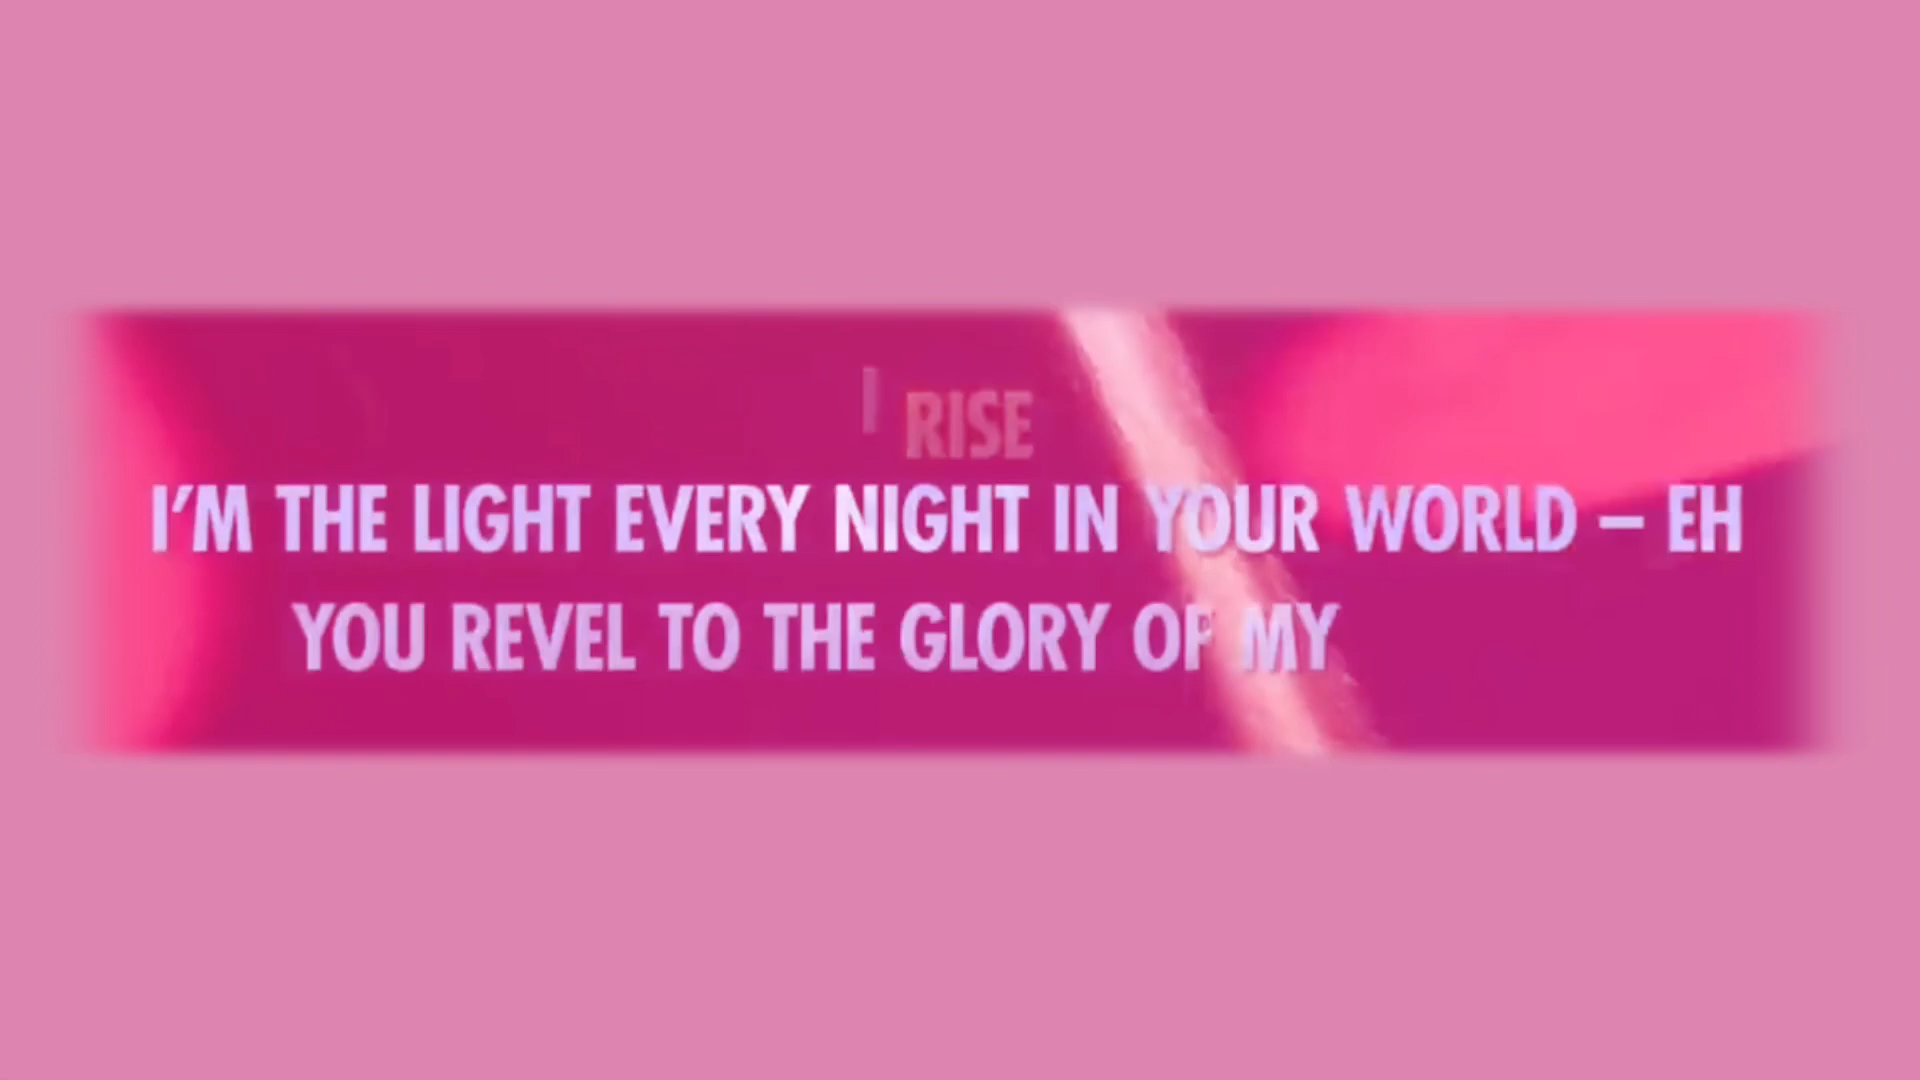 I RISE
I'M THE LIGHT EVERY NIGHT IN YOUR WORLD – EH
YOU REVEL TO THE GLORY OF MY